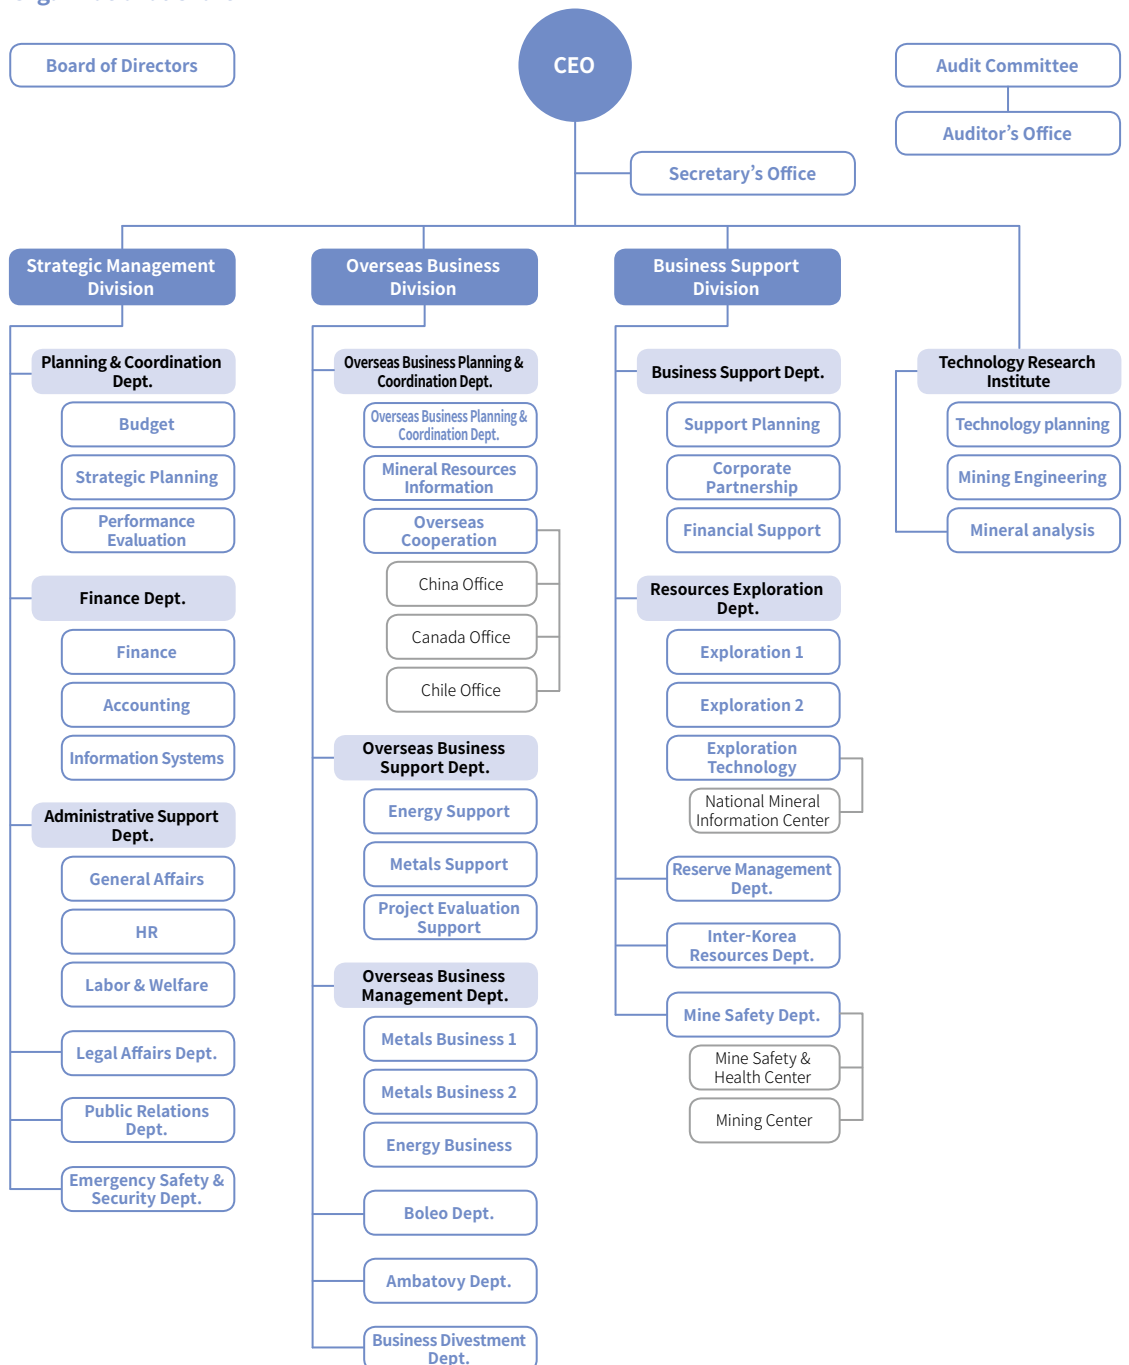 Board of Directors
CEO
Audit Committee
Auditor’s Office
Secretary’s Office
Strategic Management
Division
Planning & Coordination
Dept.
Budget
Strategic Planning
Performance
Evaluation
Finance Dept.
Finance
Accounting
Information Systems
Administrative Support
Dept.
General Affairs
HR
Labor & Welfare
Legal Affairs Dept.
Public Relations
Dept.
Emergency Safety &
Security Dept.
Overseas Business
Division
Overseas Business Planning &
Coordination Dept.
Overseas Business Planning &
Coordination Dept.
Mineral Resources
Information
Overseas
Cooperation
China Office
Canada Office
Chile Office
Overseas Business
Support Dept.
Energy Support
Metals Support
Project Evaluation
Support
Overseas Business
Management Dept.
Metals Business 1
Metals Business 2
Energy Business
Boleo Dept.
Ambatovy Dept.
Business Divestment
Dept.
Business Support
Division
Business Support Dept.
Support Planning
Corporate
Partnership
Financial Support
Resources Exploration
Dept.
Exploration 1
Exploration 2
Exploration
Technology
National Mineral
Information Center
Reserve Management
Dept.
Inter-Korea
Resources Dept.
Mine Safety Dept.
Mine Safety &
Health Center
Mining Center
Technology Research
Institute
Technology planning
Mining Engineering
Mineral analysis